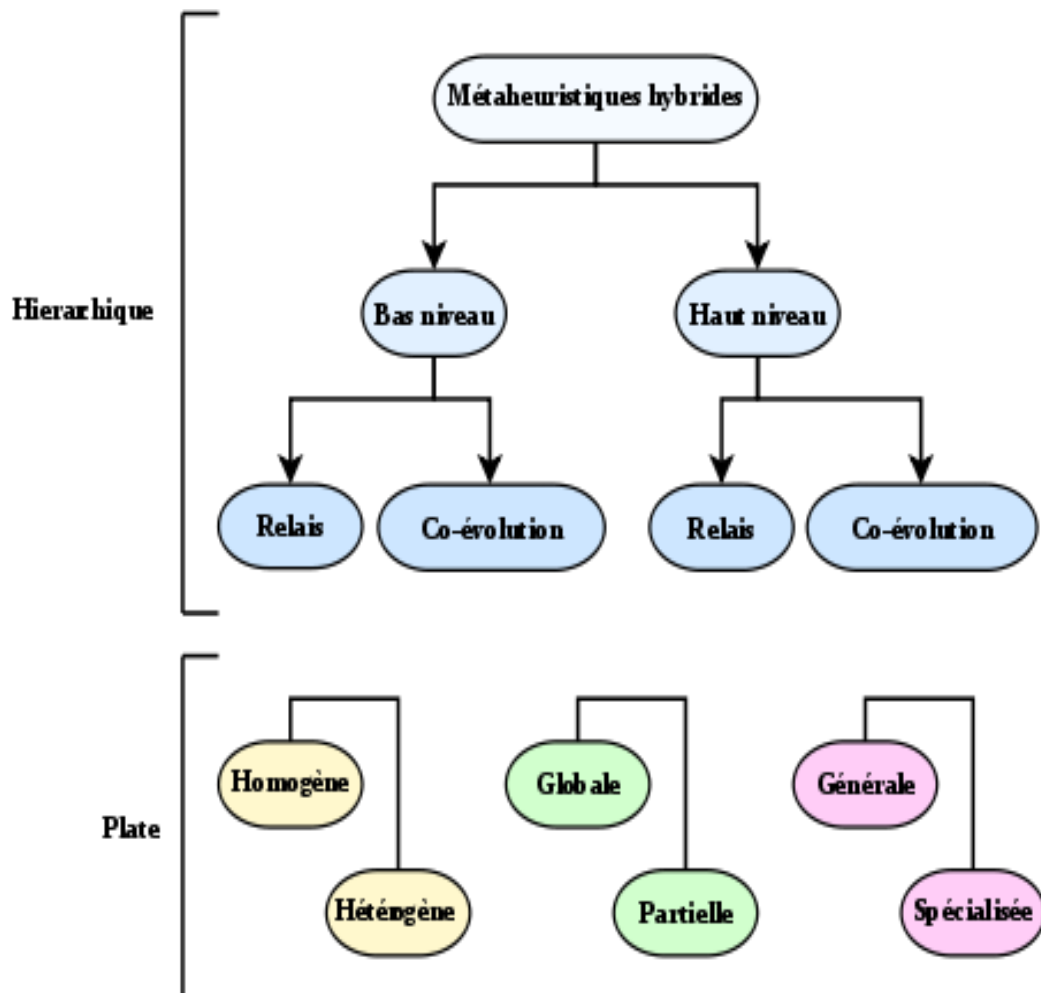 Métaheuristiques hybrides
Hierarchique
Bas niveau
Haut niveau
Relais
Co-évolution
Relais
Co-évolution
Plate
Homogène
Globale
Générale
Hétérogène
Partielle
Spécialisée